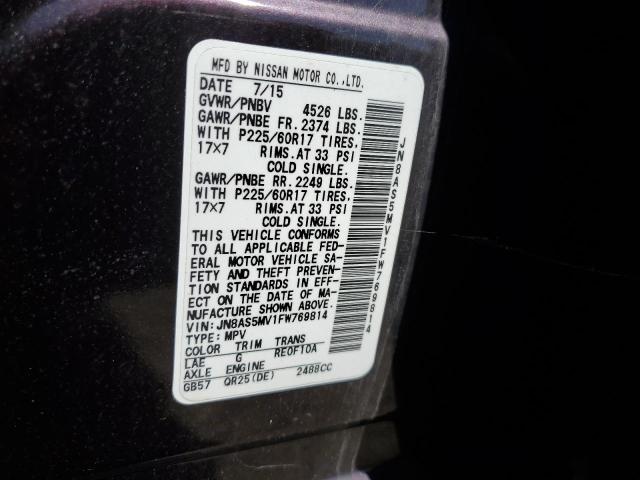 MFD BY NISSAN MOTOR CO.,LTD.
DATE 7/15
GVWR/PNBV 4526 LBS.
GAWR/PNBE FR. 2374 LBS.
WITH P225/60R17 TIRES,
17×7 RIMS.AT 33 PSI
COLD SINGLE.
GAWR/PNBE RR. 2249 LBS.
WITH P225/60R17 TIRES,
17×7 RIMS.AT 33 PSI
COLD SINGLE.
THIS VEHICLE CONFORMS
TO ALL APPLICABLE FED-
ERAL MOTOR VEHICLE SA-
FETY AND THEFT PREVEN-
TION STANDARDS IN EFF-
ECT ON THE DATE OF MA-
NUFACTURE SHOWN ABOVE.
VIN:JN8AS5MV1FW769814
TYPE: MPV
COLOR TRIM TRANS
LAE G RE0F10A
AXLE ENGINE
GB57 QR25(DE) 2488CC
JN8AS5MV1FW769814